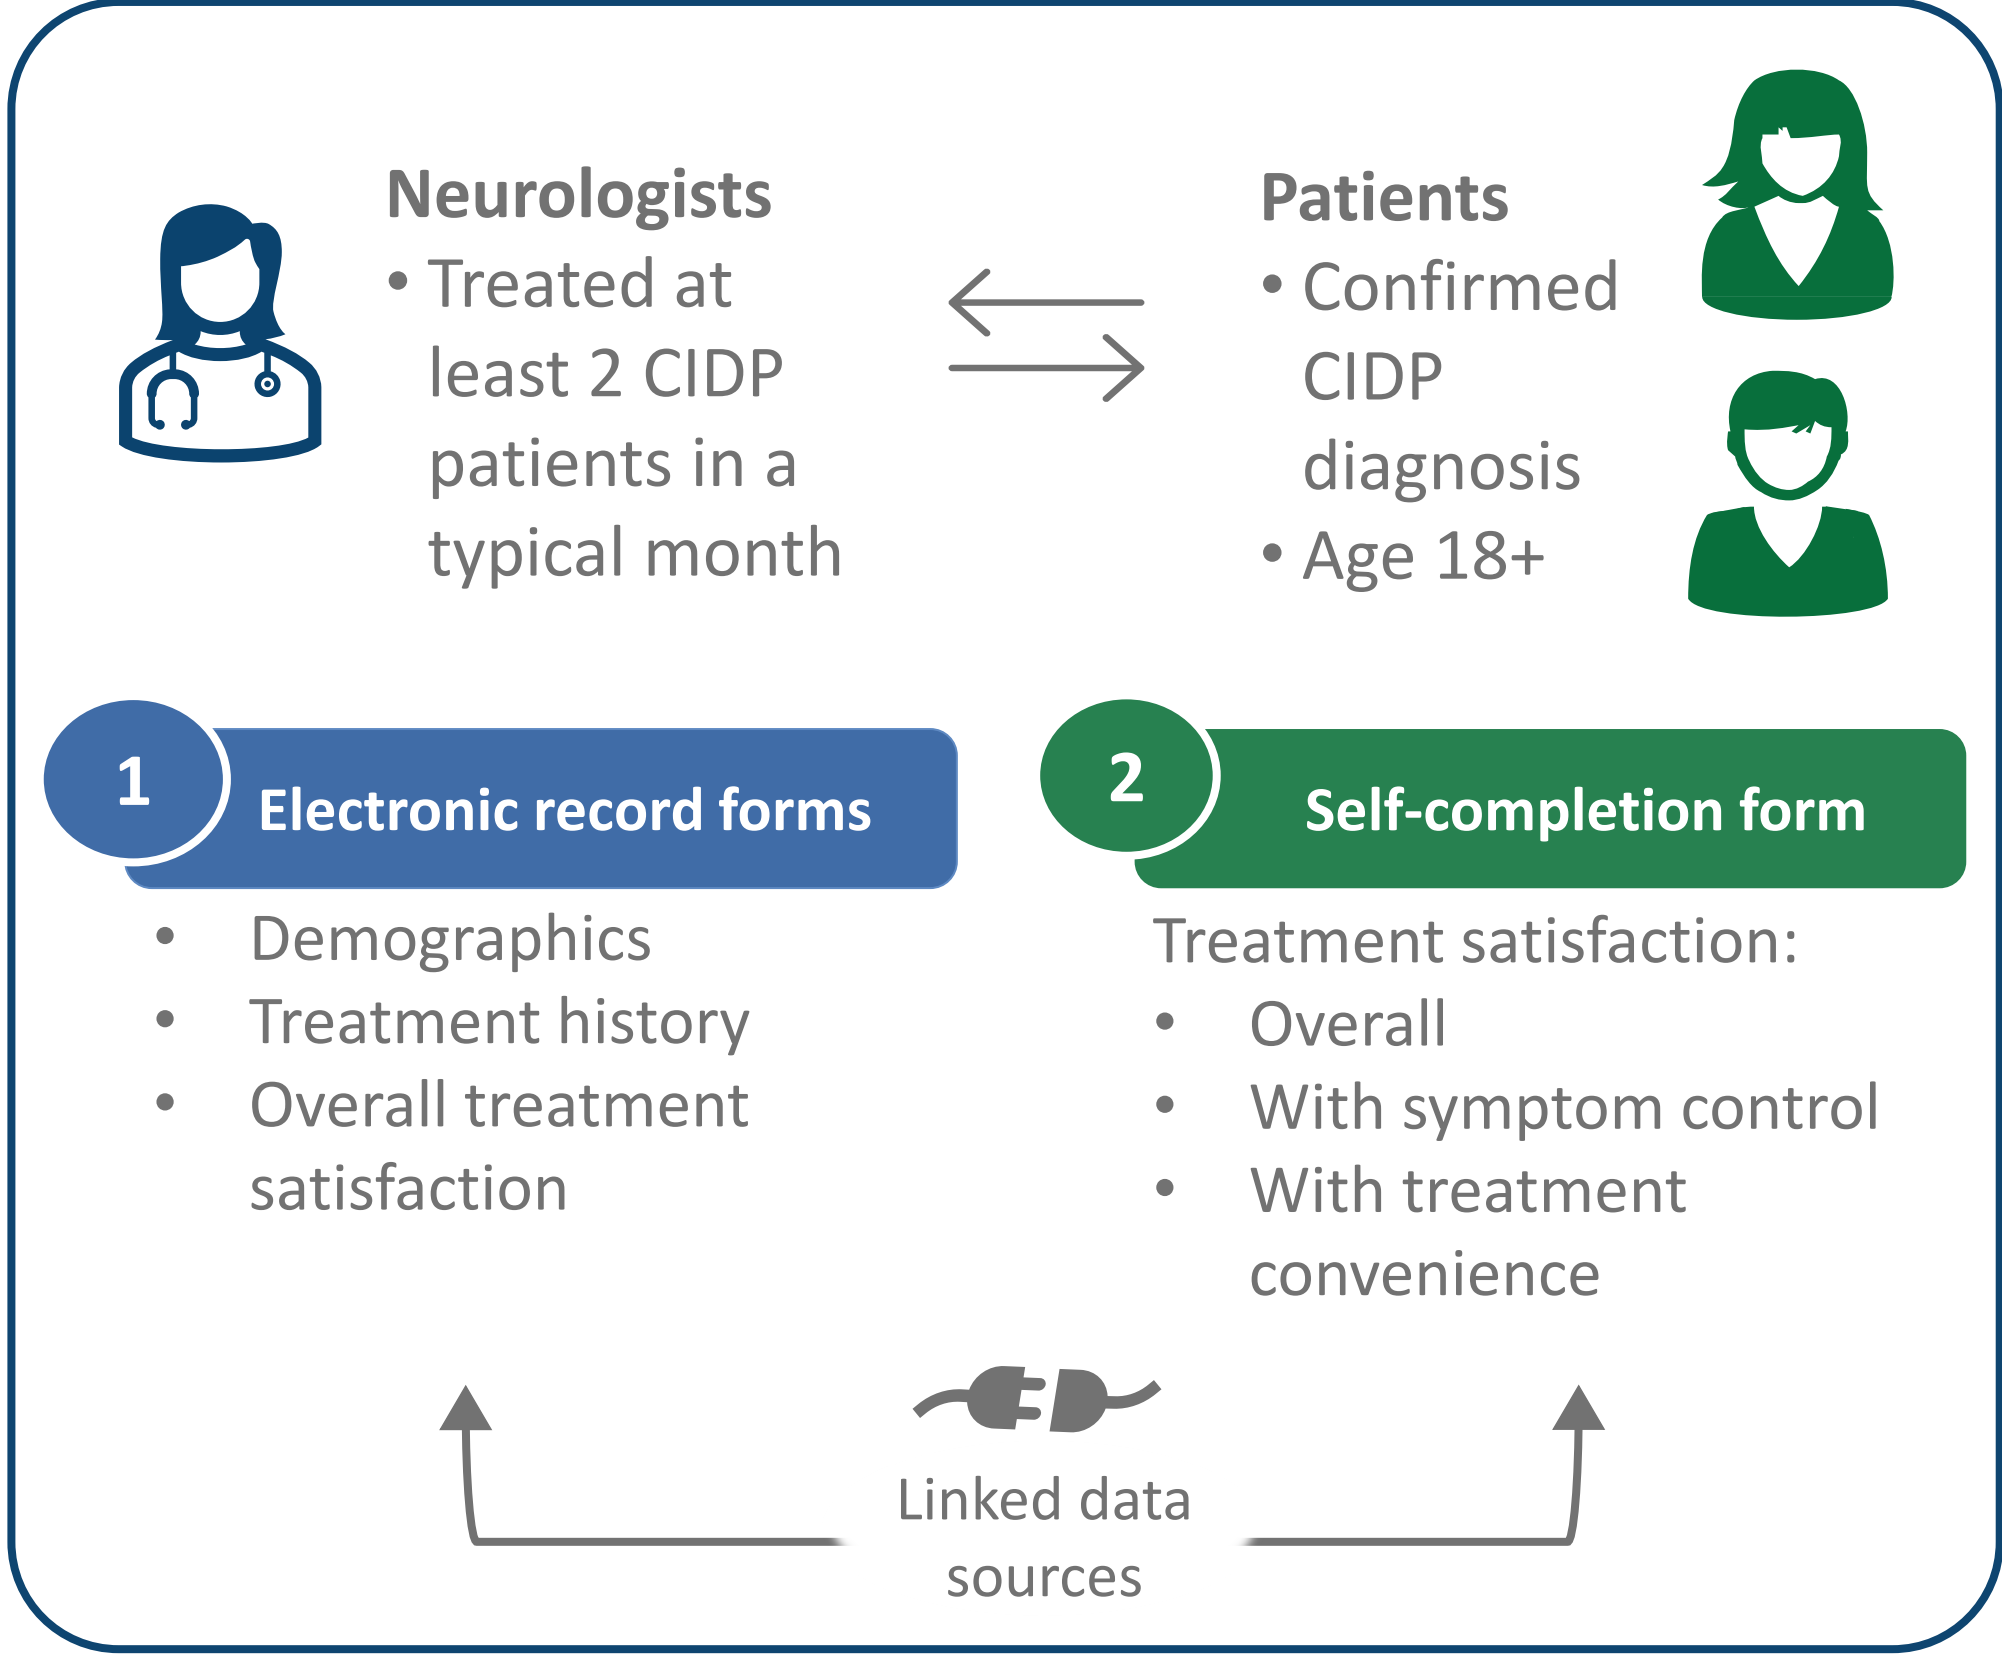 Neurologists
• Treated at
least 2 CIDP
patients in a
typical month
Patients
• Confirmed
CIDP
diagnosis
• Age 18+
1
Electronic record forms
• Demographics
• Treatment history
• Overall treatment
satisfaction
2
Self-completion form
Treatment satisfaction:
• Overall
• With symptom control
• With treatment
convenience
Linked data
sources